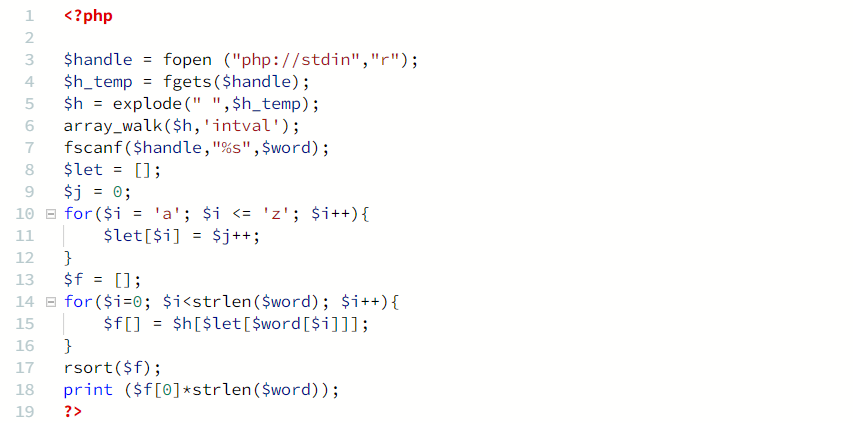 1 <?php
2
3 $handle = fopen ("php://stdin","r");
4 $h_temp = fgets($handle);
5 $h = explode(" ",$h_temp);
6 array_walk($h,'intval');
7 fscanf($handle,"%s",$word);
8 $let = [];
9 $j = 0;
10 for($i = 'a'; $i <= 'z'; $i++){
11     $let[$i] = $j++;
12 }
13 $f = [];
14 for($i=0; $i<strlen($word); $i++){
15     $f[] = $h[$let[$word[$i]]];
16 }
17 rsort($f);
18 print ($f[0]*strlen($word));
19 ?>